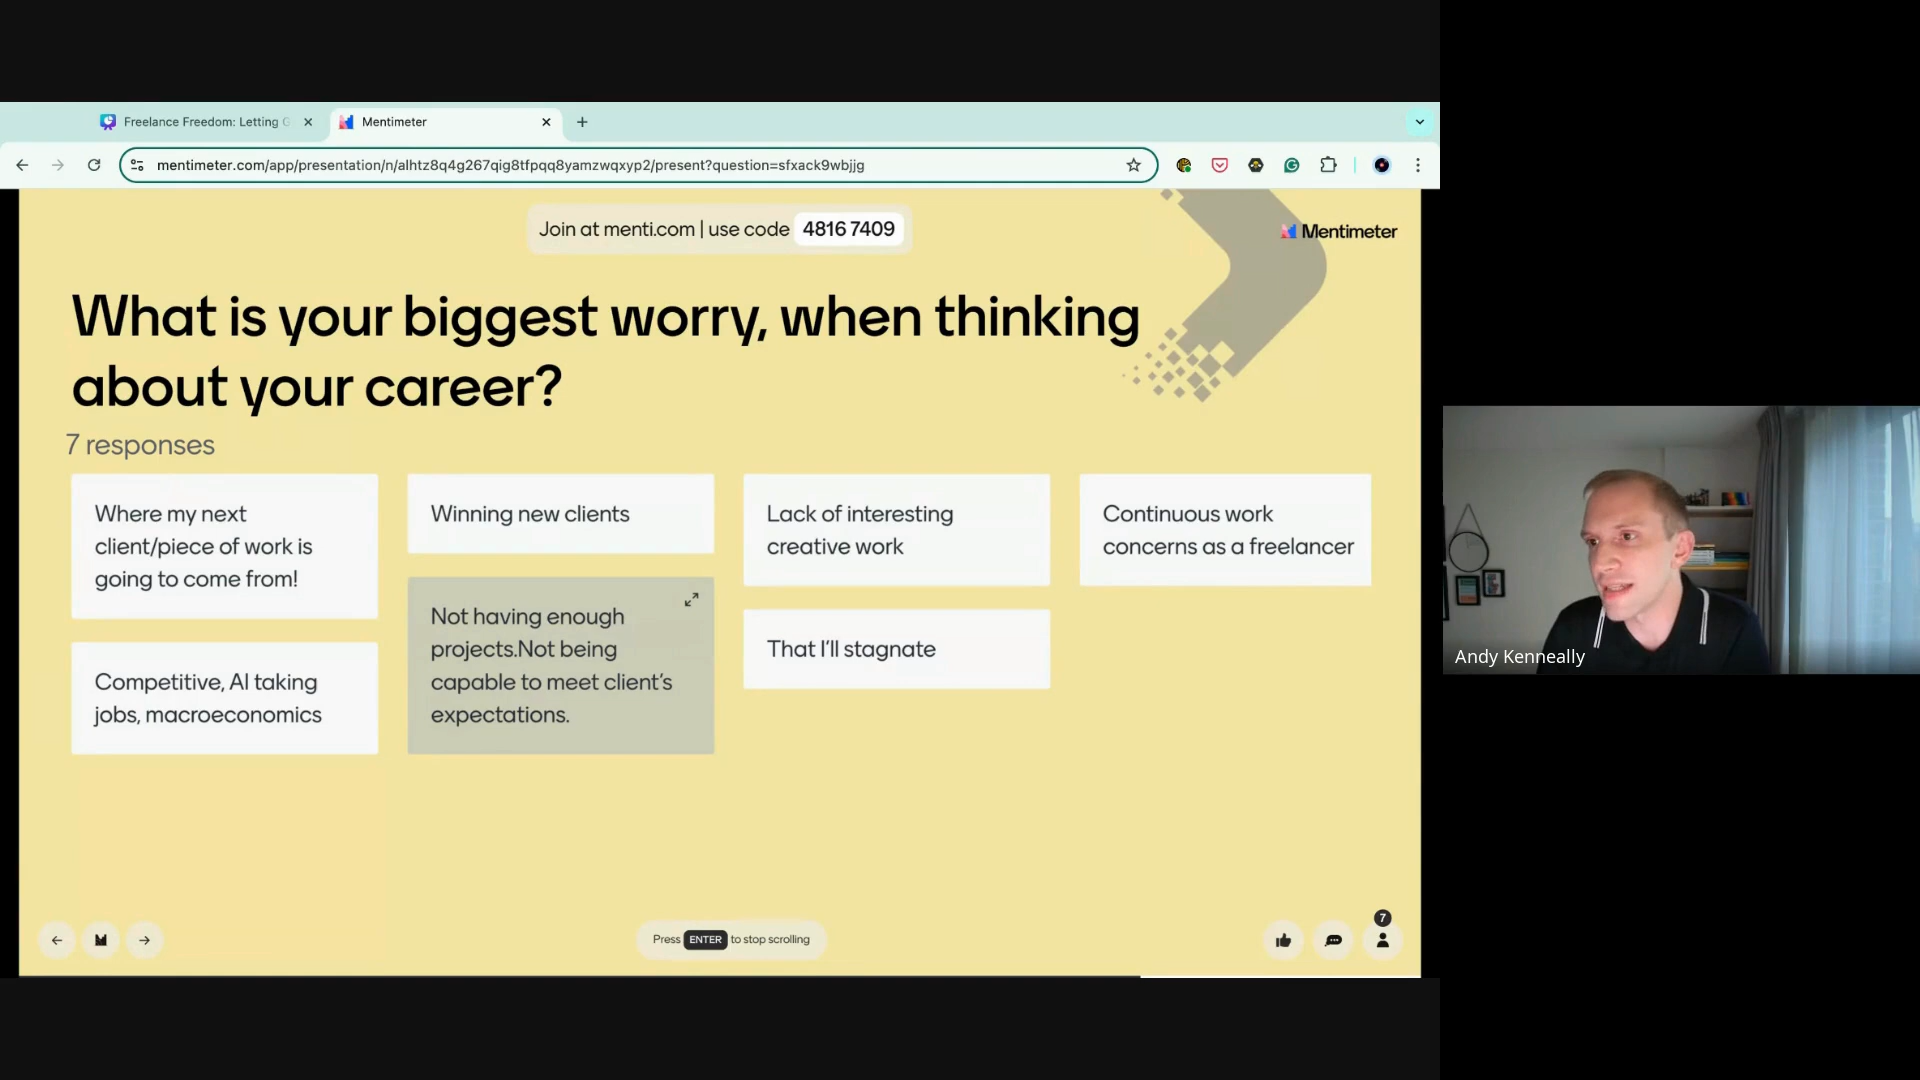 Freelance Freedom: Letting G
Mentimeter
mentimeter.com/app/presentation/n/alhtz8q4g267qig8tfpqq8yamzwqxyp2/present?question=sfxack9wbjjg
Join at menti.com | use code 4816 7409
Mentimeter
What is your biggest worry, when thinking
about your career?
7 responses
Where my next
client/piece of work is
going to come from!
Competitive, AI taking
jobs, macroeconomics
Winning new clients
Not having enough
projects.Not being
capable to meet client's
expectations.
Lack of interesting
creative work
That I'll stagnate
Continuous work
concerns as a freelancer
Andy Kenneally
Press ENTER to stop scrolling
7